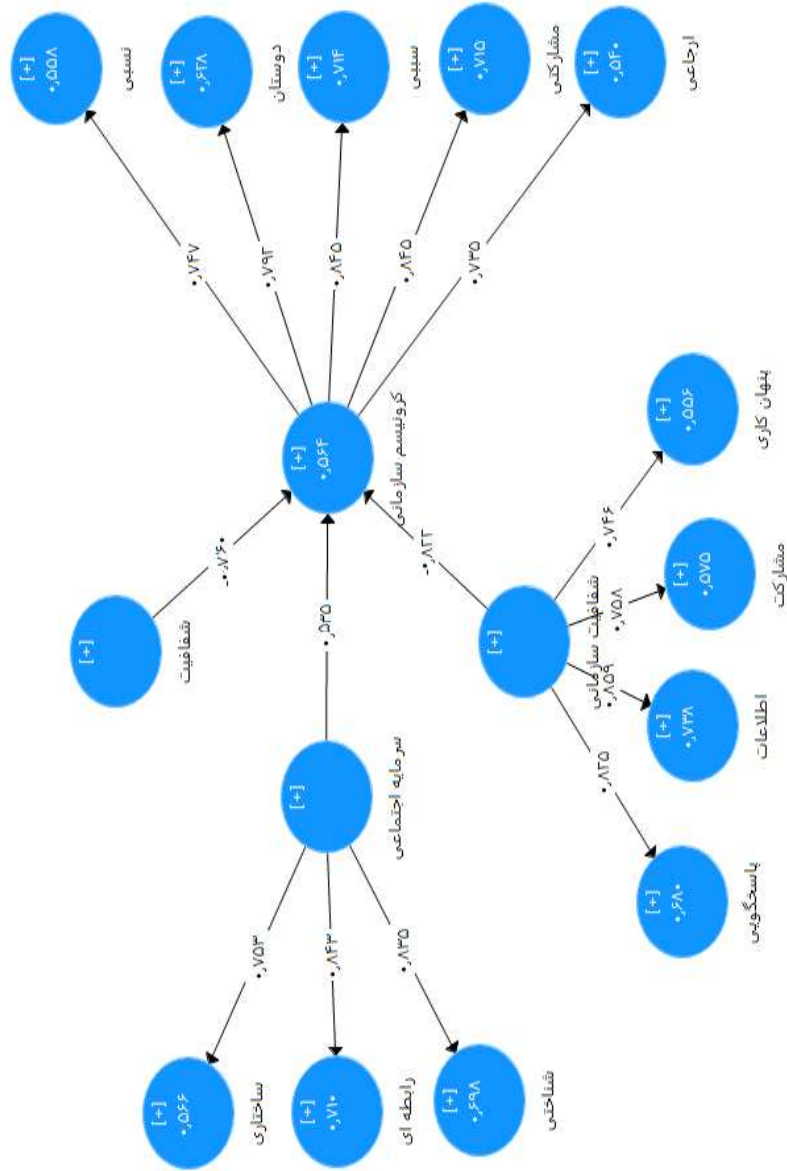 [+]
۰٫۵۵۸
نسبی
[+]
۰٫۶۲۸
دوستان
[+]
۰٫۷۱۴
سببی
[+]
۰٫۷۱۵
مشارکتی
[+]
۰٫۵۴۰
ارجاعی
۰٫۷۴۷
۰٫۷۹۲
۰٫۸۴۵
۰٫۸۴۵
۰٫۷۳۵
[+]
۰٫۵۶۴
کرونیسم سازمانی
-۰٫۷۶۰
۰٫۵۳۵
-۰٫۸۲۲
[+]
شفافیت
[+]
سرمایه اجتماعی
[+]
شفافیت سازمانی
۰٫۷۴۶
۰٫۷۵۸
۰٫۸۵۹
۰٫۸۲۵
[+]
۰٫۵۵۶
پنهان کاری
[+]
۰٫۵۷۵
مشارکت
[+]
۰٫۷۳۸
اطلاعات
[+]
۰٫۶۸۰
پاسخگویی
۰٫۷۵۳
۰٫۸۴۳
۰٫۸۳۵
[+]
۰٫۵۶۶
ساختاری
[+]
۰٫۷۱۰
رابطه ای
[+]
۰٫۶۹۸
شناختی